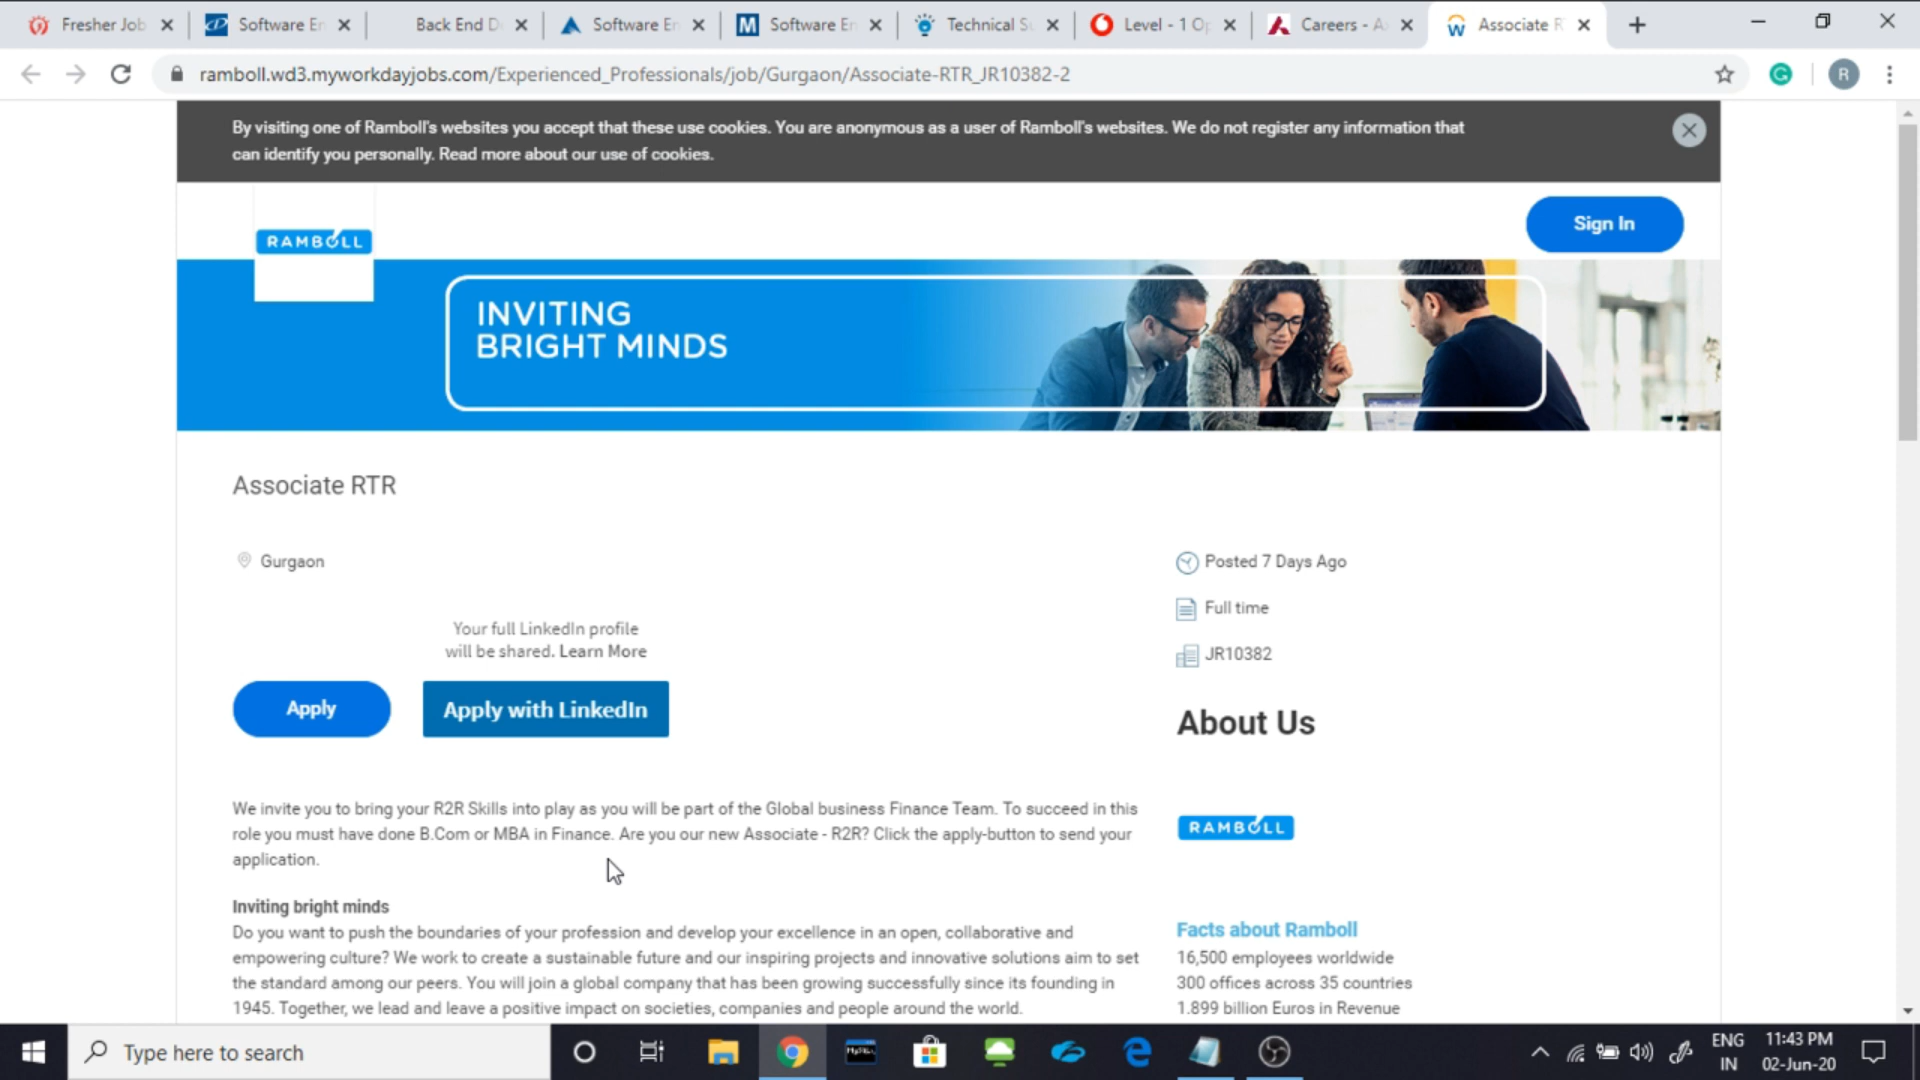 Fresher Job
Software En
Back End D
Software En
Software En
Technical Su
Level - 1 Op
Careers - Ax
Associate R
ramboll.wd3.myworkdayjobs.com/Experienced_Professionals/job/Gurgaon/Associate-RTR_JR10382-2
R
By visiting one of Ramboll's websites you accept that these use cookies. You are anonymous as a user of Ramboll's websites. We do not register any information that
can identify you personally. Read more about our use of cookies.
RAMBOLL
Sign In
INVITING
BRIGHT MINDS
Associate RTR
Gurgaon
Posted 7 Days Ago
Full time
JR10382
Your full LinkedIn profile
will be shared. Learn More
Apply
Apply with LinkedIn
About Us
We invite you to bring your R2R Skills into play as you will be part of the Global business Finance Team. To succeed in this
role you must have done B.Com or MBA in Finance. Are you our new Associate - R2R? Click the apply-button to send your
application.
RAMBOLL
Inviting bright minds
Do you want to push the boundaries of your profession and develop your excellence in an open, collaborative and
empowering culture? We work to create a sustainable future and our inspiring projects and innovative solutions aim to set
the standard among our peers. You will join a global company that has been growing successfully since its founding in
1945. Together, we lead and leave a positive impact on societies, companies and people around the world.
Facts about Ramboll
16,500 employees worldwide
300 offices across 35 countries
1.899 billion Euros in Revenue
Type here to search
ENG
IN
11:43 PM
02-Jun-20